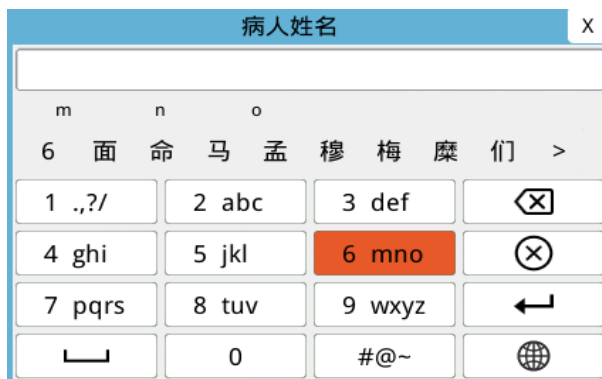 病人姓名 X
m n o
6 面 命 马 孟 穆 梅 糜 们 >
1 .,?/ 2 abc 3 def
4 ghi 5 jkl 6 mno
7 pqrs 8 tuv 9 wxyz
0 #@~